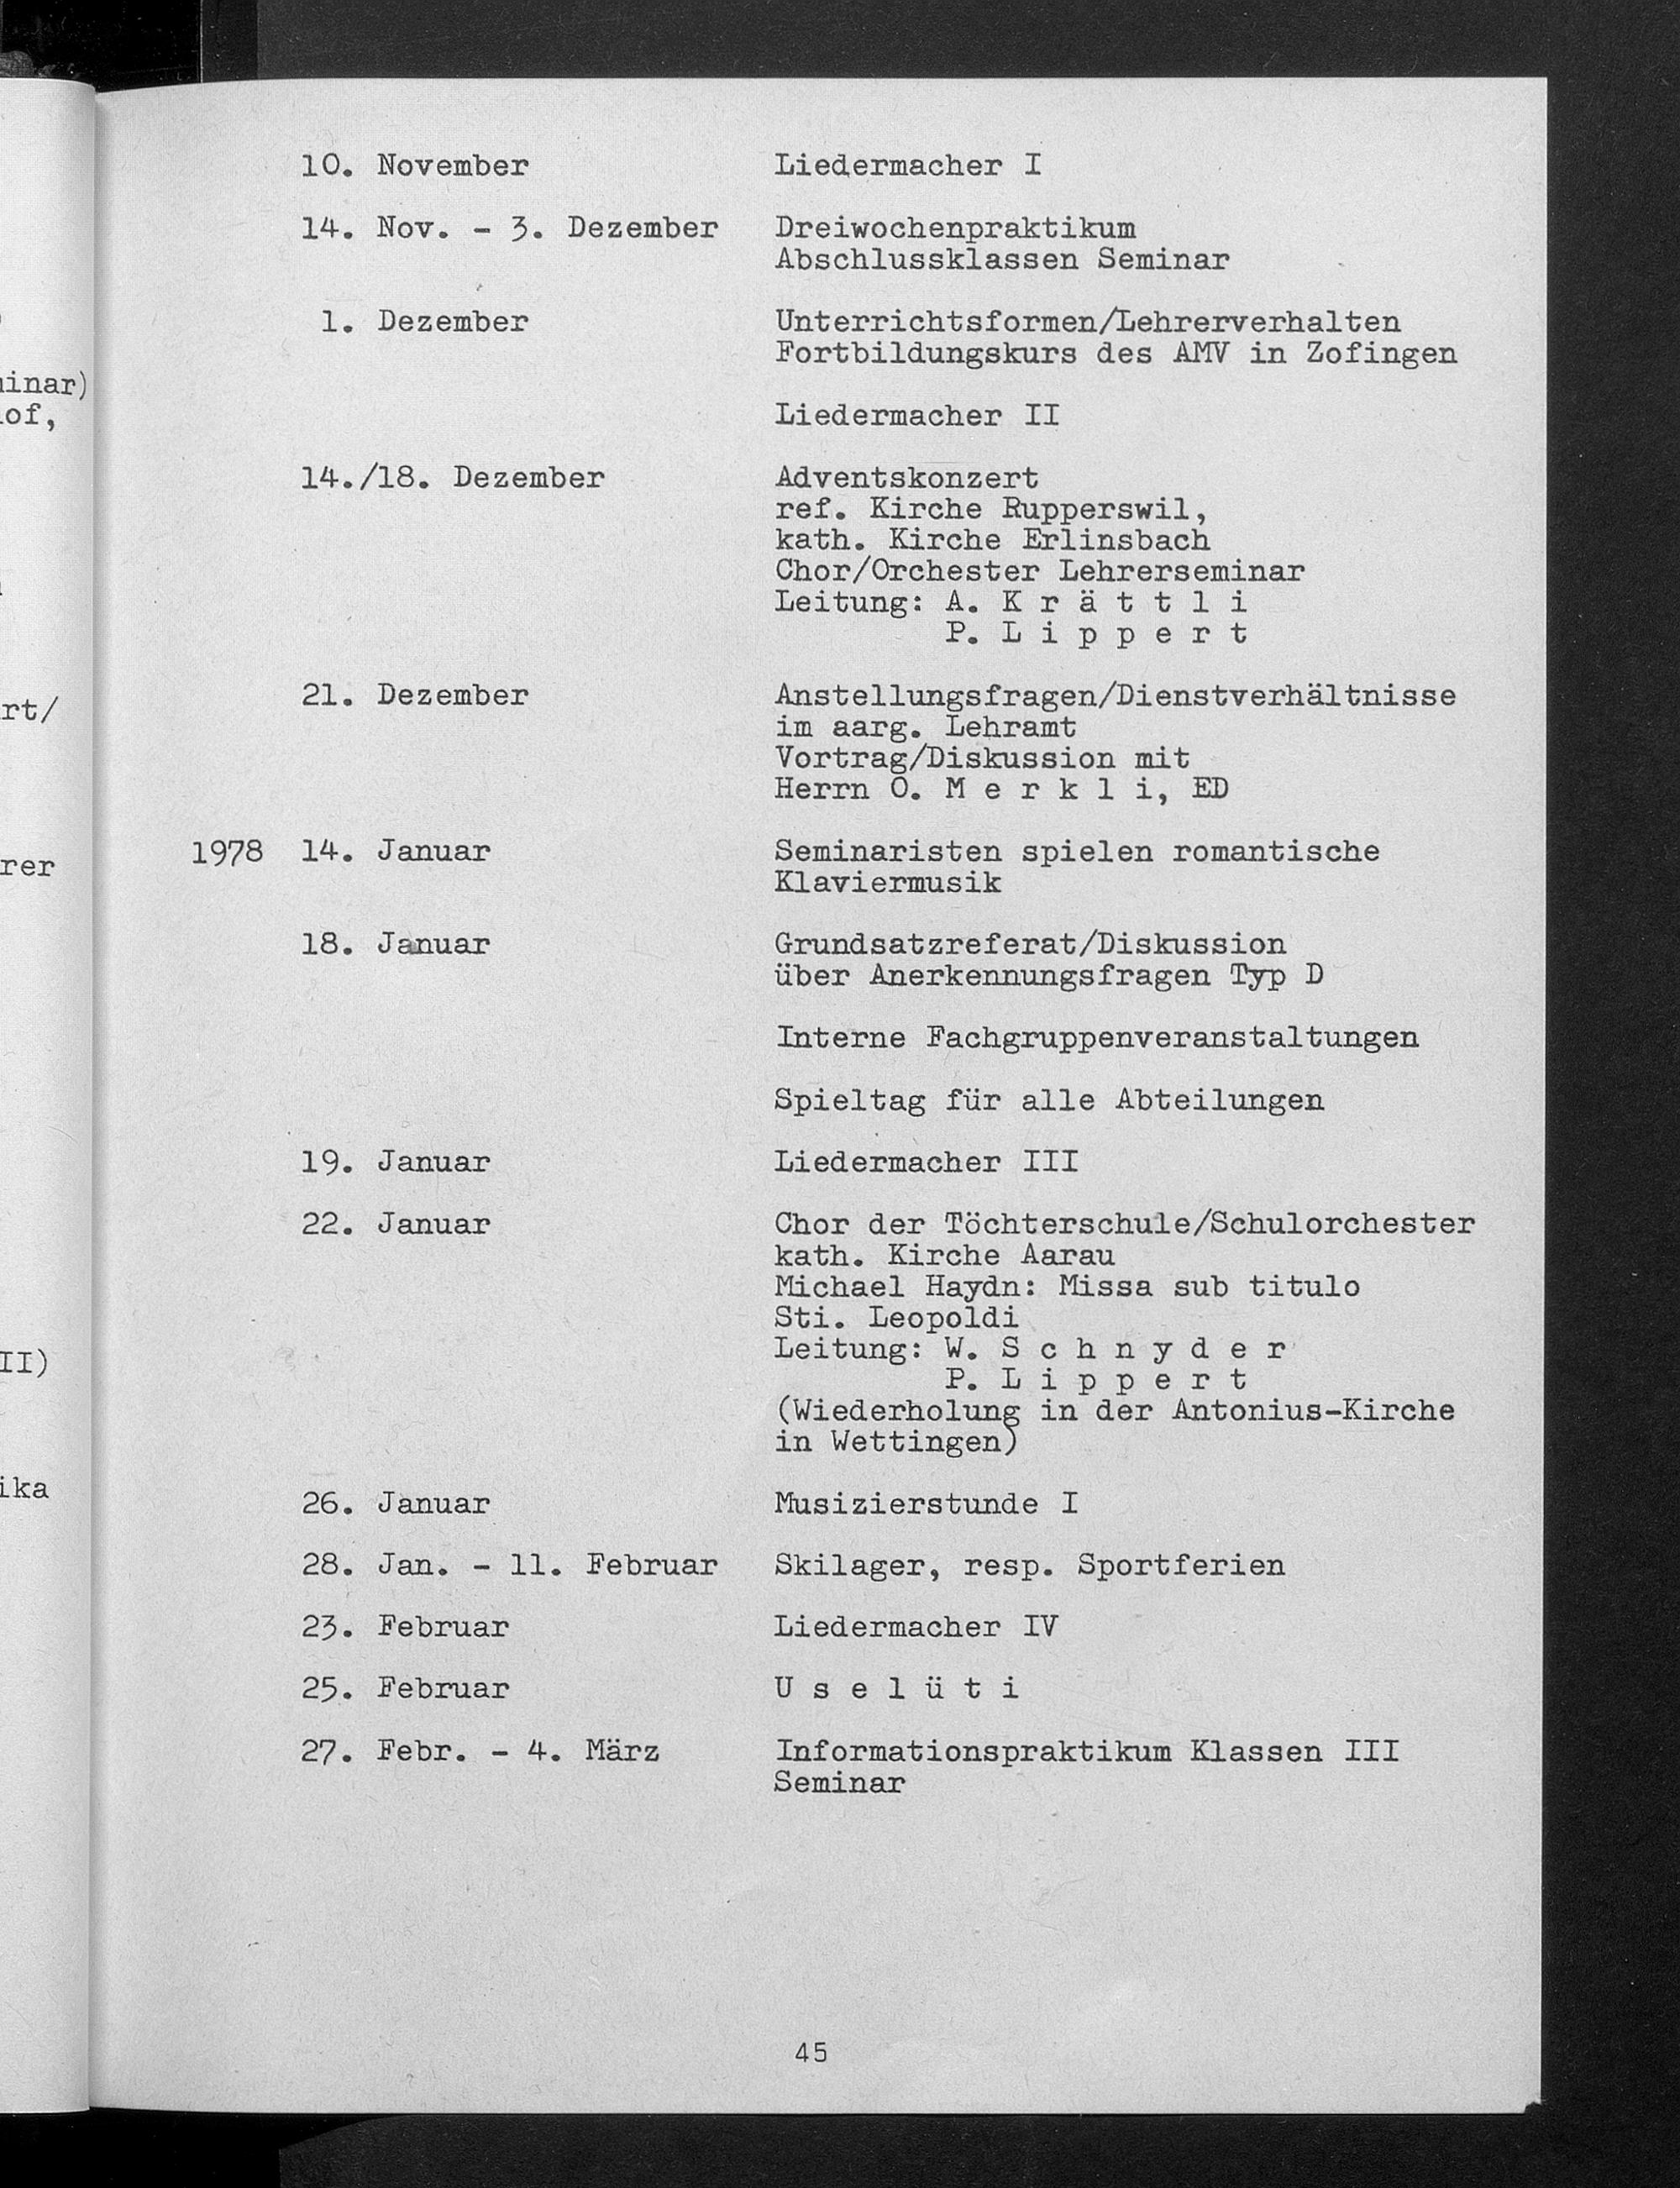 10. November Liedermacher I
14. Nov. - 3. Dezember Dreiwochenpraktikum
Abschlussklassen Seminar
1. Dezember Unterrichtsformen/Lehrerverhalten
Fortbildungskurs des AMV in Zofingen
Liedermacher II
14./18. Dezember Adventskonzert
ref. Kirche Rupperswil,
kath. Kirche Erlinsbach
Chor/Orchester Lehrerseminar
Leitung: A. K r ä t t l i
P. L i p p e r t
21. Dezember Anstellungsfragen/Dienstverhältnisse
im aarg. Lehramt
Vortrag/Diskussion mit
Herrn O. M e r k l i, ED
1978 14. Januar Seminaristen spielen romantische
Klaviermusik
18. Januar Grundsatzreferat/Diskussion
über Anerkennungsfragen Typ D
Interne Fachgruppenveranstaltungen
Spieltag für alle Abteilungen
19. Januar Liedermacher III
22. Januar Chor der Töchterschule/Schulorchester
kath. Kirche Aarau
Michael Haydn: Missa sub titulo
Sti. Leopoldi
Leitung: W. S c h n y d e r
P. L i p p e r t
(Wiederholung in der Antonius-Kirche
in Wettingen)
26. Januar Musizierstunde I
28. Jan. - 11. Februar Skilager, resp. Sportferien
23. Februar Liedermacher IV
25. Februar U s e l ü t i
27. Febr. - 4. März Informationspraktikum Klassen III
Seminar
45